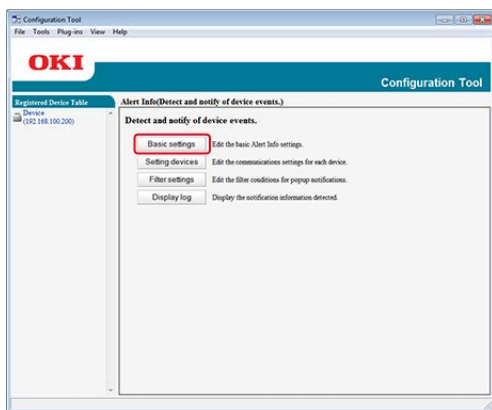 Configuration Tool
File Tools Plug-ins View Help
OKI
Configuration Tool
Registered Device Table
Device
(192.168.100.200)
Alert Info(Detect and notify of device events.)
Detect and notify of device events.
Basic settings Edit the basic Alert Info settings.
Setting devices Edit the communications settings for each device.
Filter settings Edit the filter conditions for popup notifications.
Display log Display the notification information detected.